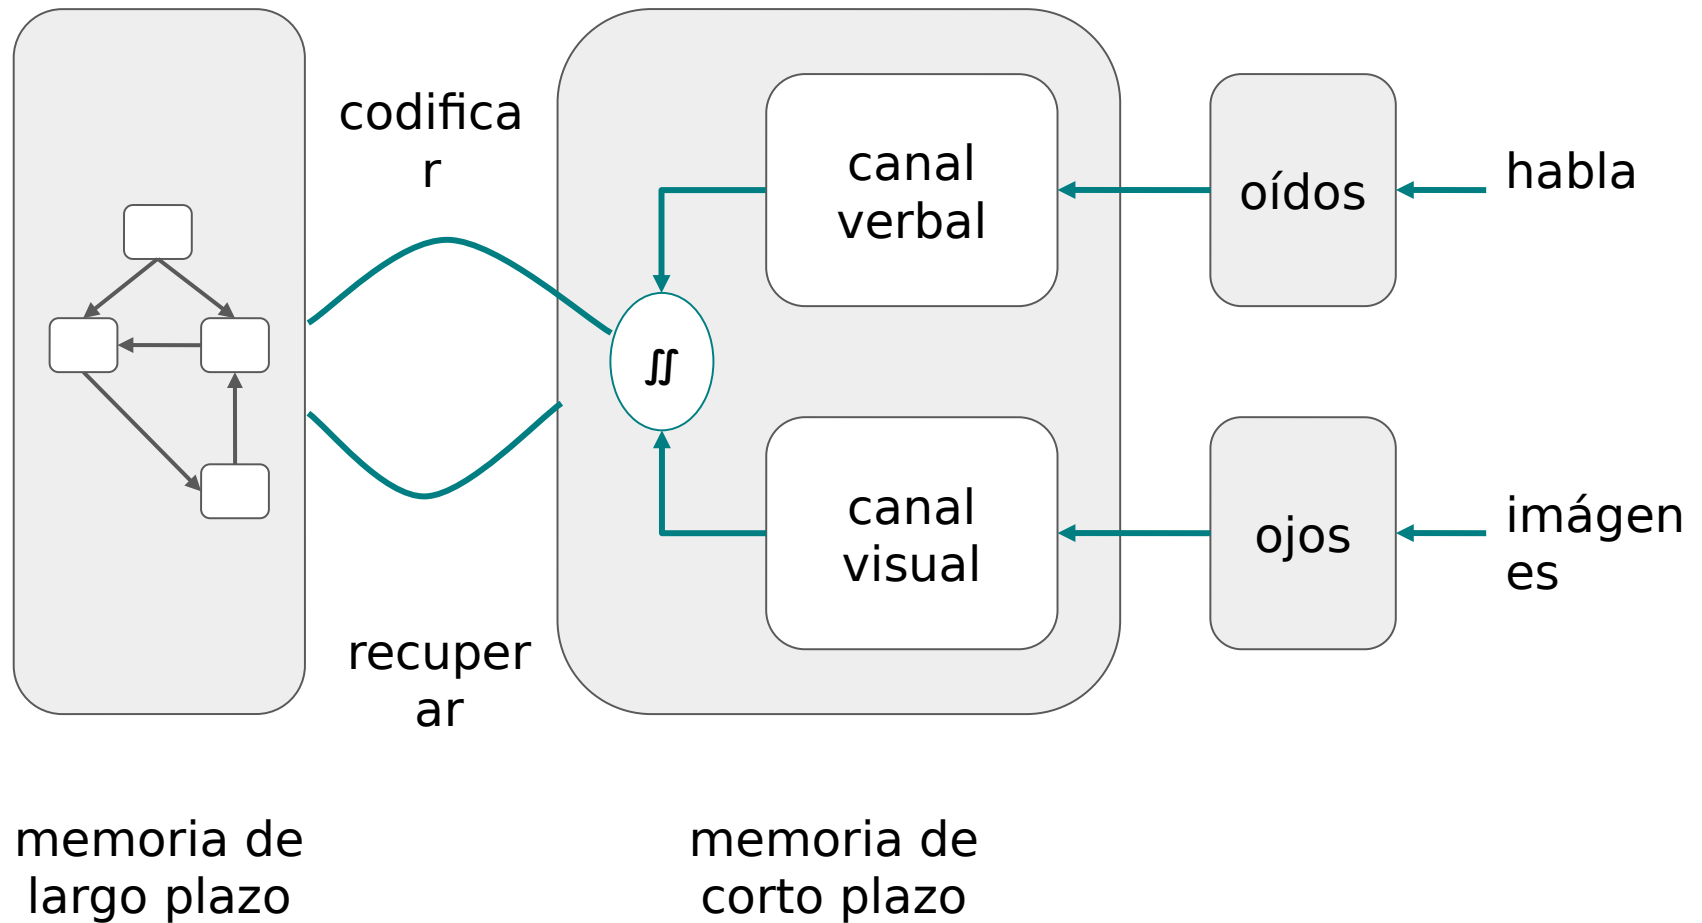 codifica
r
canal
verbal
oídos
habla
∬
canal
visual
ojos
imágen
es
recuper
ar
memoria de
largo plazo
memoria de
corto plazo